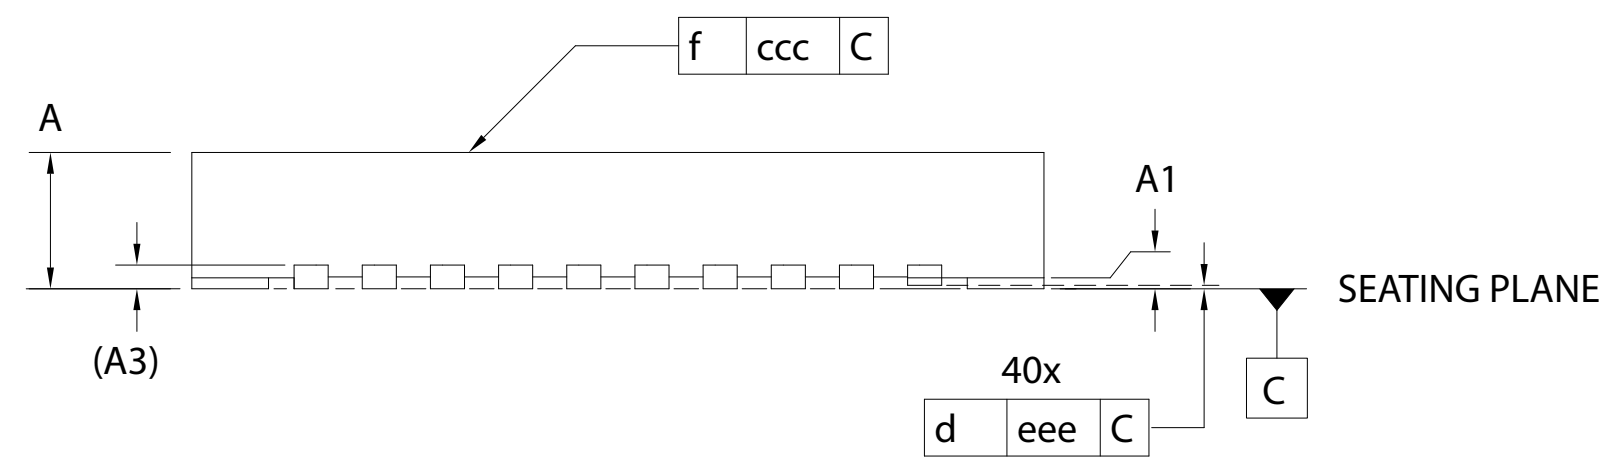 f ccc C
A
A1
SEATING PLANE
(A3)
40x
C
d eee C